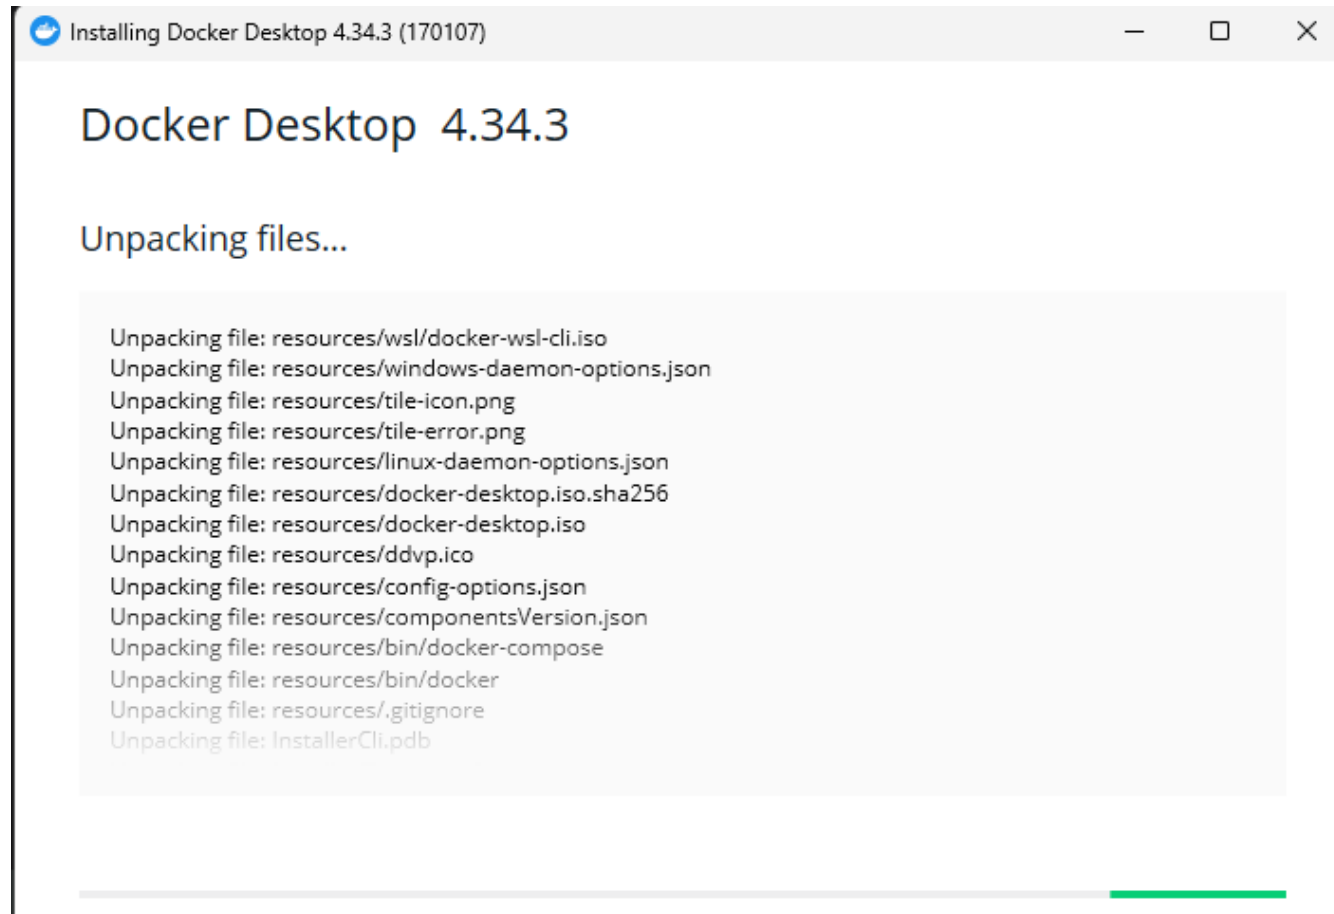 Installing Docker Desktop 4.34.3 (170107)
Docker Desktop 4.34.3
Unpacking files...
Unpacking file: resources/wsl/docker-wsl-cli.iso
Unpacking file: resources/windows-daemon-options.json
Unpacking file: resources/tile-icon.png
Unpacking file: resources/tile-error.png
Unpacking file: resources/linux-daemon-options.json
Unpacking file: resources/docker-desktop.iso.sha256
Unpacking file: resources/docker-desktop.iso
Unpacking file: resources/ddvp.ico
Unpacking file: resources/config-options.json
Unpacking file: resources/componentsVersion.json
Unpacking file: resources/bin/docker-compose
Unpacking file: resources/bin/docker
Unpacking file: resources/.gitignore
Unpacking file: InstallerCli.pdb